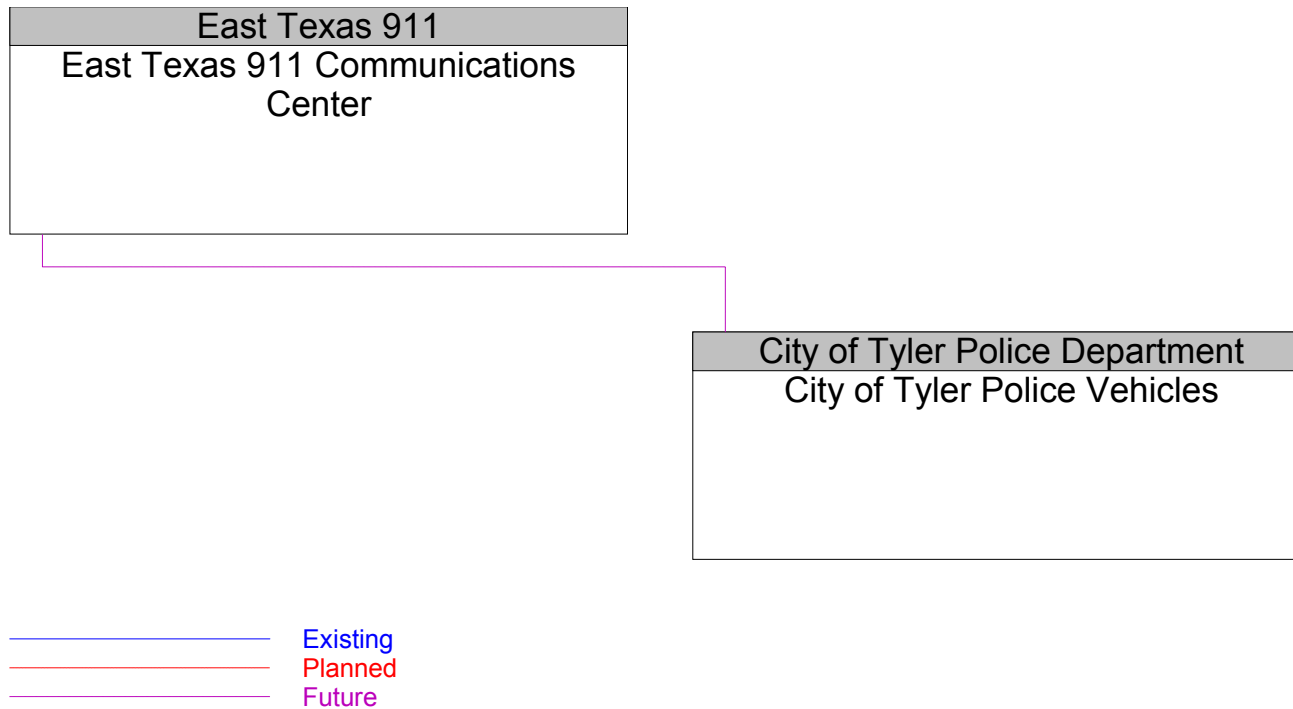 East Texas 911
East Texas 911 Communications
Center
City of Tyler Police Department
City of Tyler Police Vehicles
Existing
Planned
Future